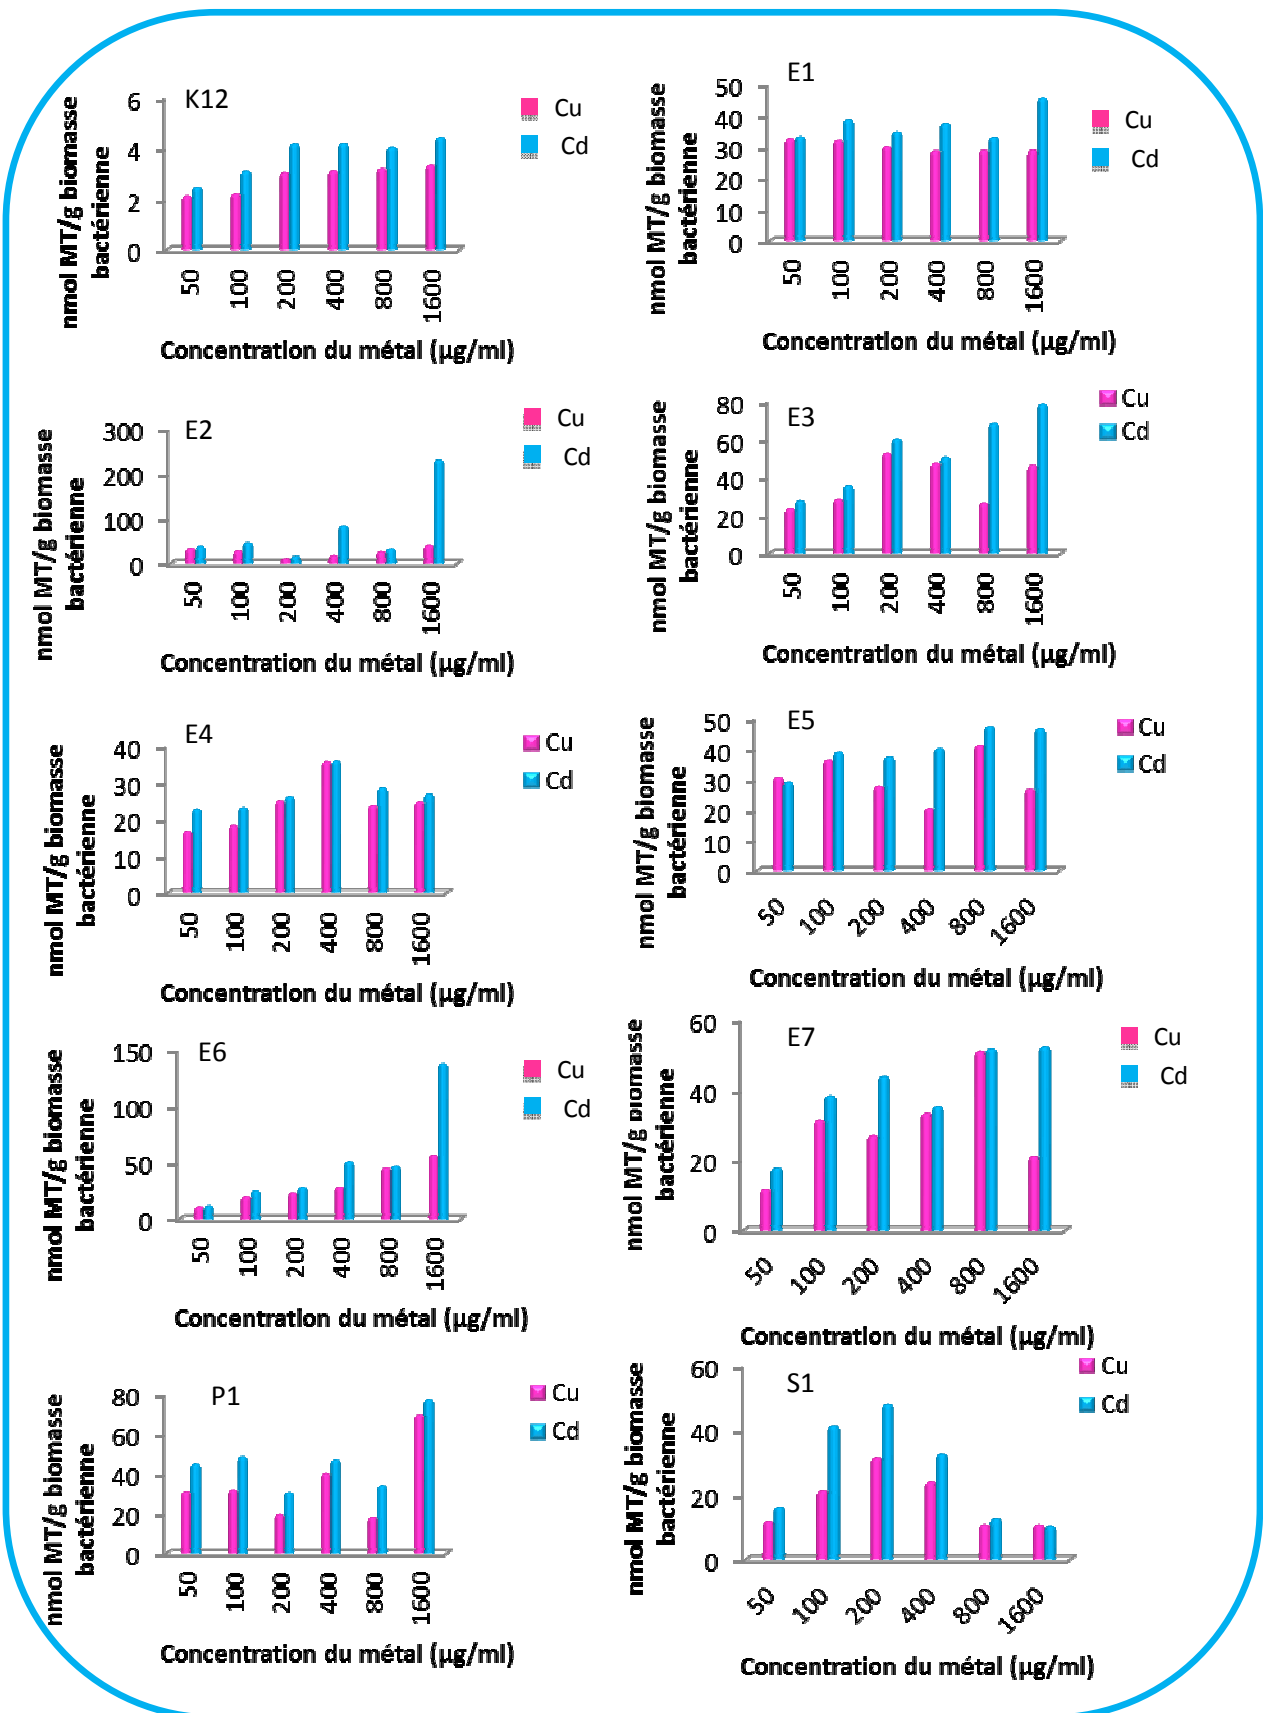 K12
nmol MT/g biomasse
bactérienne
6
4
2
0
50
100
200
400
800
1600
Concentration du métal (µg/ml)
Cu
Cd
E1
nmol MT/g biomasse
bactérienne
50
40
30
20
10
0
50
100
200
400
800
1600
Concentration du métal (µg/ml)
Cu
Cd
E2
nmol MT/g biomasse
bactérienne
300
200
100
0
50
100
200
400
800
1600
Concentration du métal (µg/ml)
Cu
Cd
E3
nmol MT/g biomasse
bactérienne
80
60
40
20
0
50
100
200
400
800
1600
Concentration du métal (µg/ml)
Cu
Cd
E4
nmol MT/g biomasse
bactérienne
40
30
20
10
0
50
100
200
400
800
1600
Concentration du métal (µg/ml)
Cu
Cd
E5
nmol MT/g biomasse
bactérienne
50
40
30
20
10
0
50
100
200
400
800
1600
Concentration du métal (µg/ml)
Cu
Cd
E6
nmol MT/g biomasse
bactérienne
150
100
50
0
50
100
200
400
800
1600
Concentration du métal (µg/ml)
Cu
Cd
E7
nmol MT/g biomasse
bactérienne
60
40
20
0
50
100
200
400
800
1600
Concentration du métal (µg/ml)
Cu
Cd
P1
nmol MT/g biomasse
bactérienne
80
60
40
20
0
50
100
200
400
800
1600
Concentration du métal (µg/ml)
Cu
Cd
S1
nmol MT/g biomasse
bactérienne
60
40
20
0
50
100
200
400
800
1600
Concentration du métal (µg/ml)
Cu
Cd